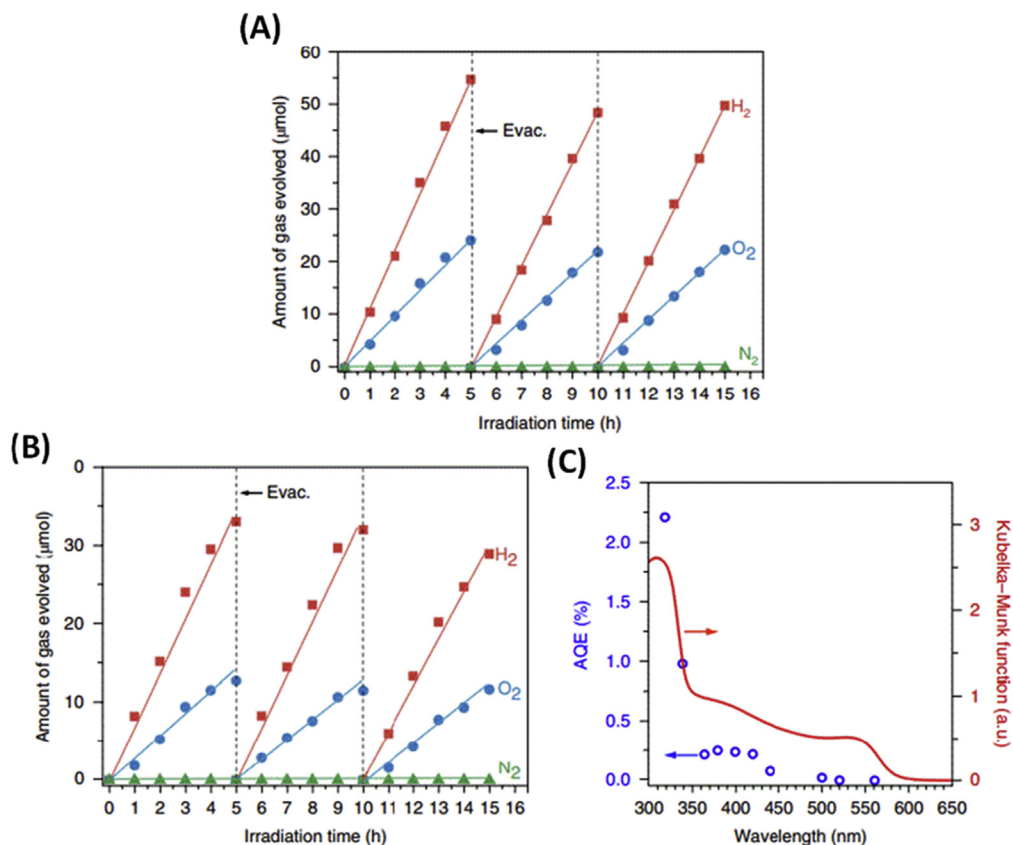 (A)
60
50
40
30
20
10
0
Amount of gas evolved (μmol)
Evac.
H2
O2
N2
0 1 2 3 4 5 6 7 8 9 10 11 12 13 14 15 16
Irradiation time (h)
(B)
0
30
20
10
0
Amount of gas evolved (μmol)
Evac.
H2
O2
N2
0 1 2 3 4 5 6 7 8 9 10 11 12 13 14 15 16
Irradiation time (h)
(C)
2.5
2.0
1.5
1.0
0.5
0.0
AQE (%)
3
2
1
0
Kubelka–Munk function (a.u.)
300 350 400 450 500 550 600 650
Wavelength (nm)